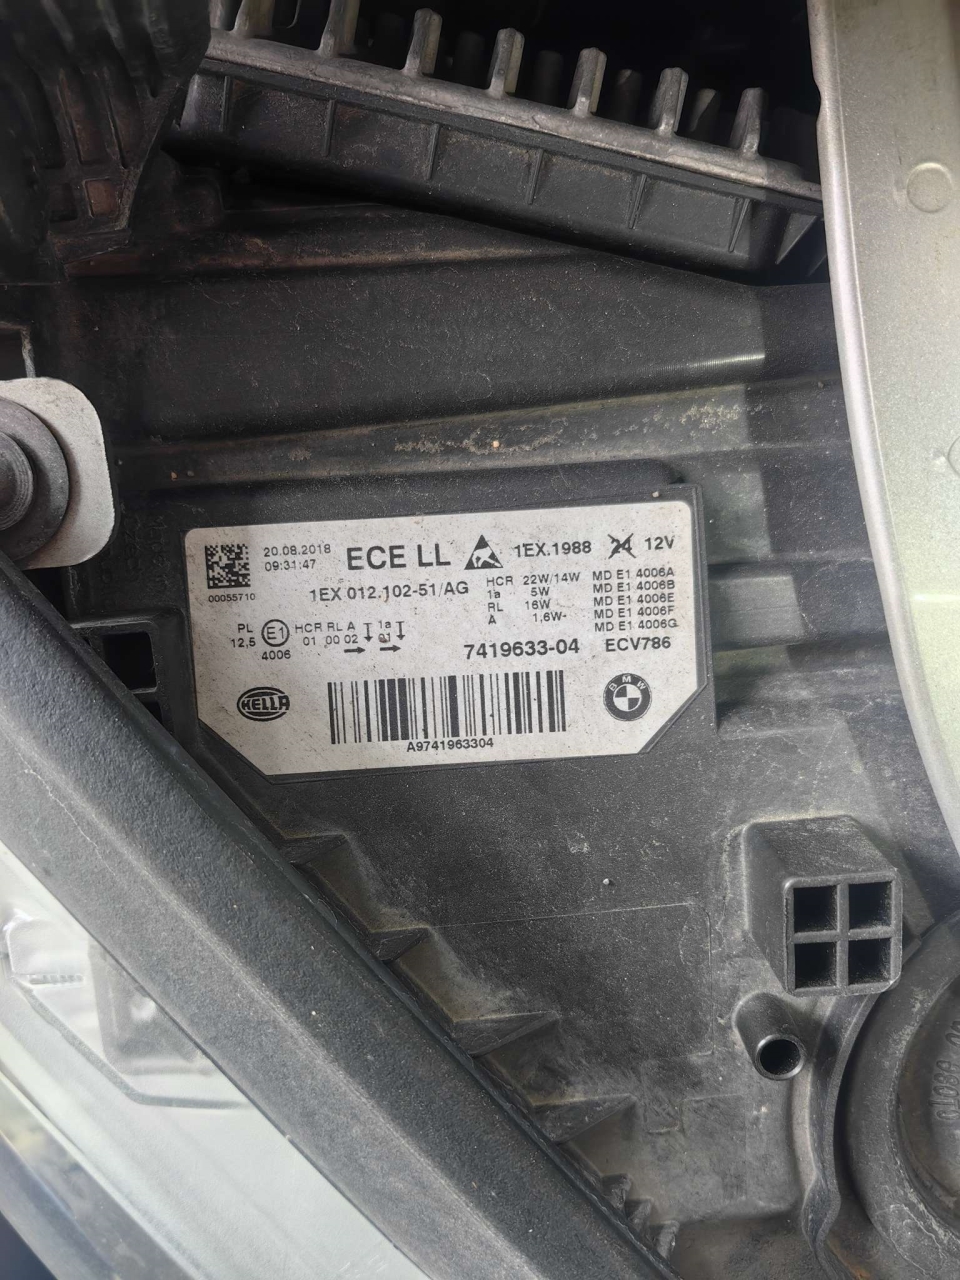 20.08.2018 ECE LL 1EX.1988 24 12V
09:31:47
00055710 1EX 012.102-51/AG
HCR 22W/14W MD E1 4006A
1a 5W MD E1 4006B
RL 16W MD E1 4006E
A 1,6W- MD E1 4006F
MD E1 4006G
PL E1 HCR RL A 1a
12,5 01 00 02 01
4006 7419633-04 ECV786
HELLA BMW
A9741963304